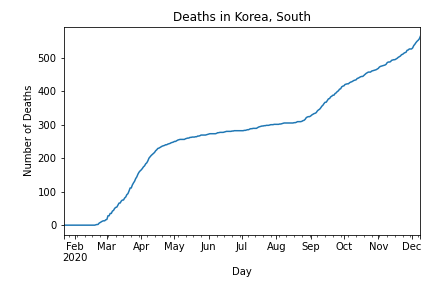 Deaths in Korea, South
Number of Deaths
500
400
300
200
100
0
Feb Mar Apr May Jun Jul Aug Sep Oct Nov Dec
2020
Day